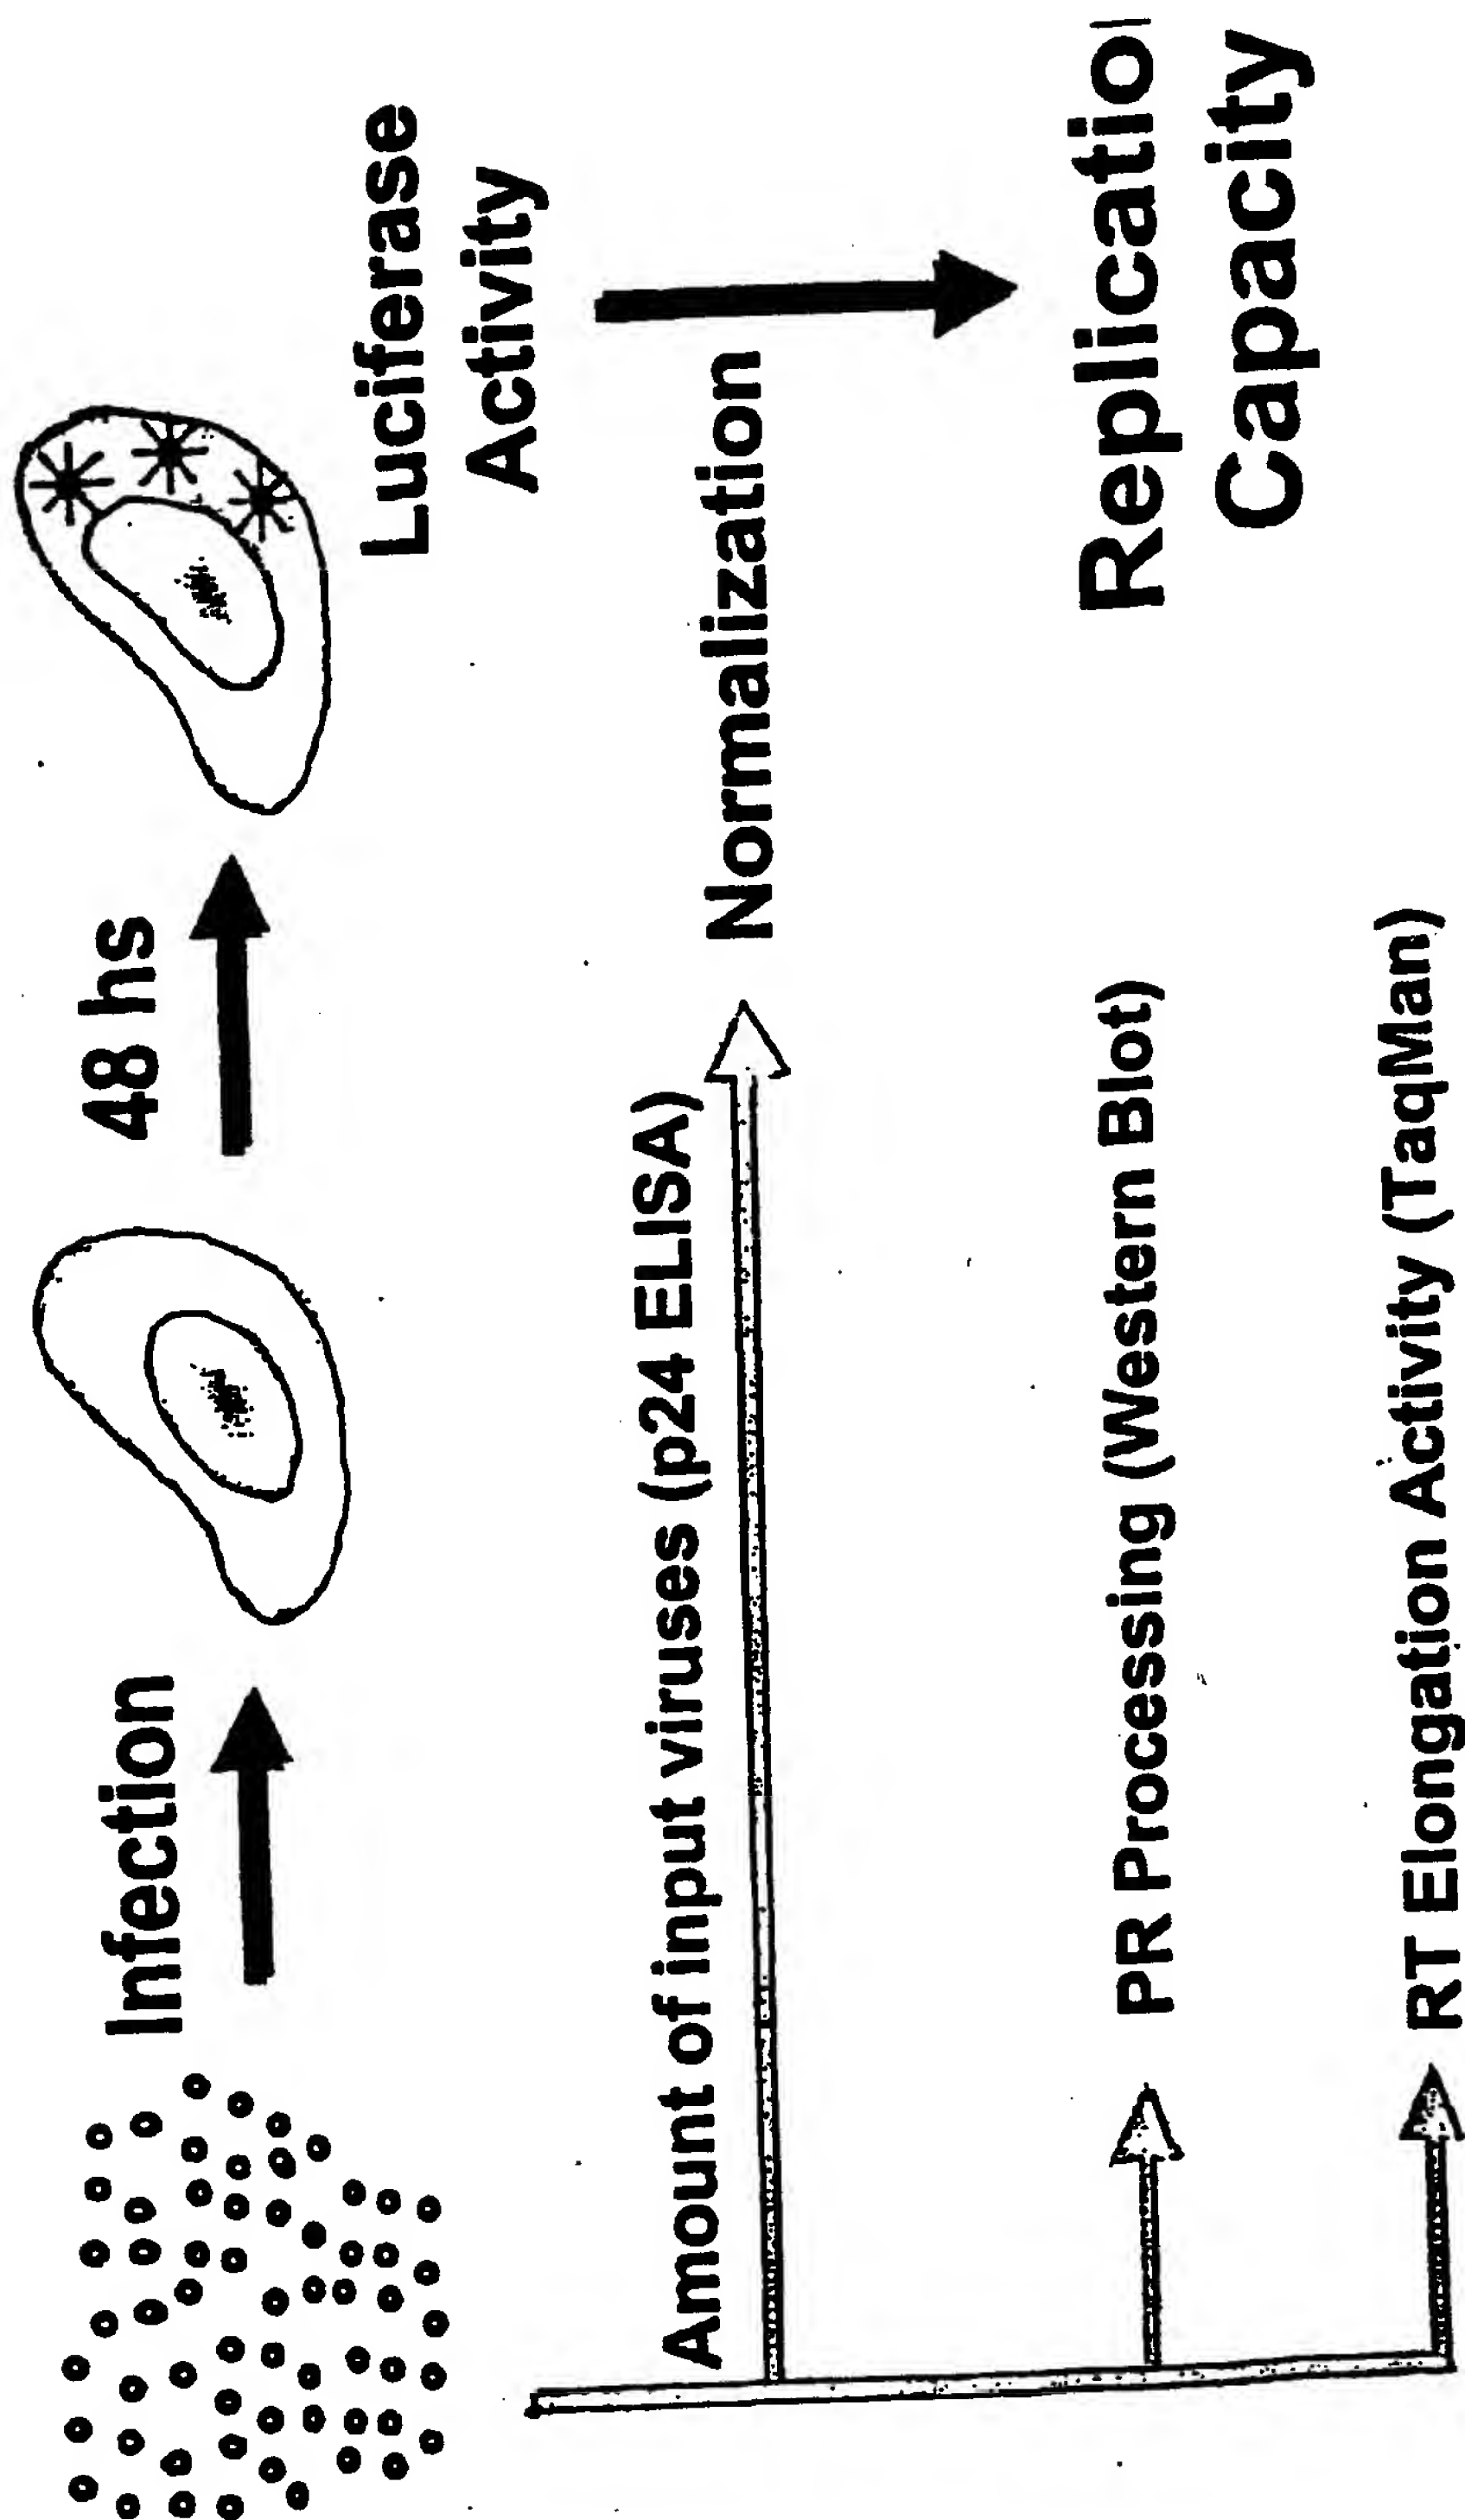 Infection
48 hs
Luciferase
Activity
Amount of input viruses (p24 ELISA)
Normalization
PR Processing (Western Blot)
Replication
Capacity
RT Elongation Activity (TaqMan)